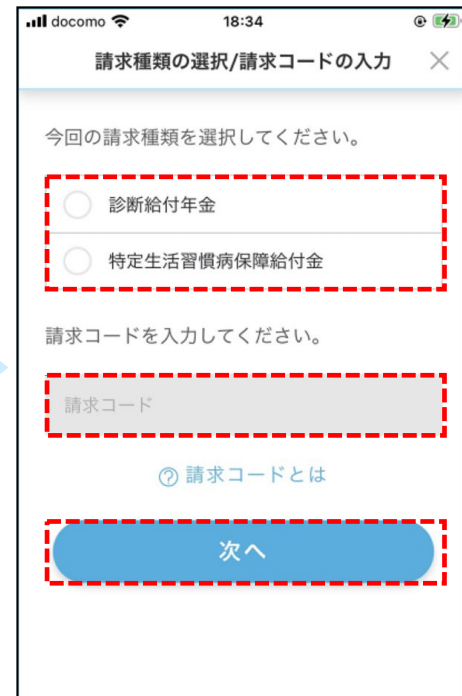 docomo 18:34
請求種類の選択/請求コードの入力
今回の請求種類を選択してください。
診断給付年金
特定生活習慣病保障給付金
請求コードを入力してください。
請求コード
? 請求コードとは
次へ